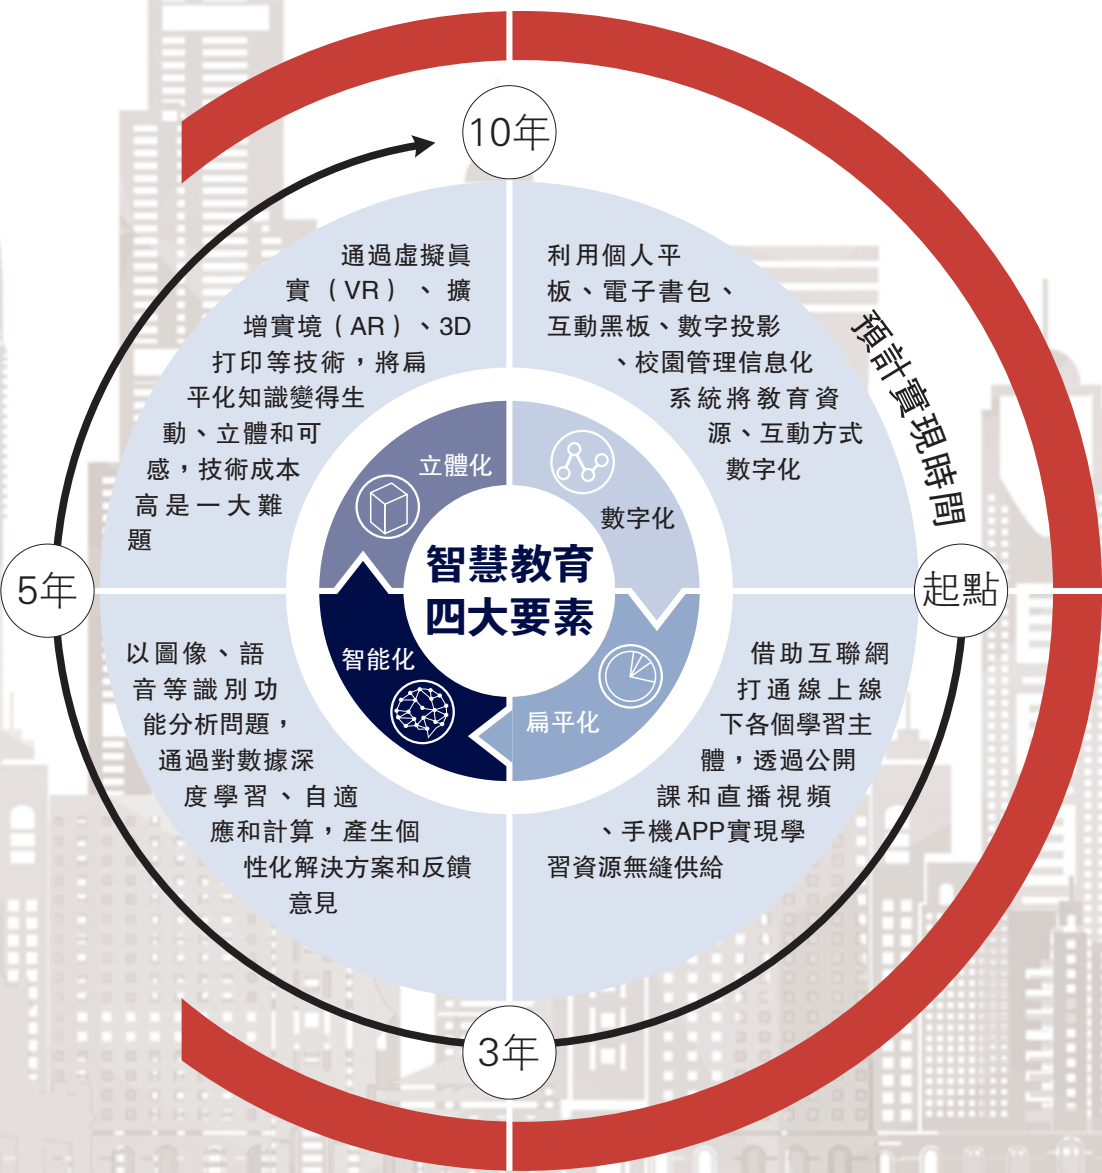 10年
通過虛擬眞
實（VR）、擴
增實境（AR）、3D
打印等技術，將扁
平化知識變得生
動、立體和可
感，技術成本
高是一大難
題
利用個人平
板、電子書包、
互動黑板、數字投影
、校園管理信息化
系統將教育資
源、互動方式
數字化
預計實現時間
立體化
數字化
智慧教育
四大要素
智能化
扁平化
5年
起點
以圖像、語
音等識別功
能分析問題，
通過對數據深
度學習、自適
應和計算，產生個
性化解決方案和反饋
意見
借助互聯網
打通線上線
下各個學習主
體，透過公開
課和直播視頻
、手機APP實現學
習資源無縫供給
3年